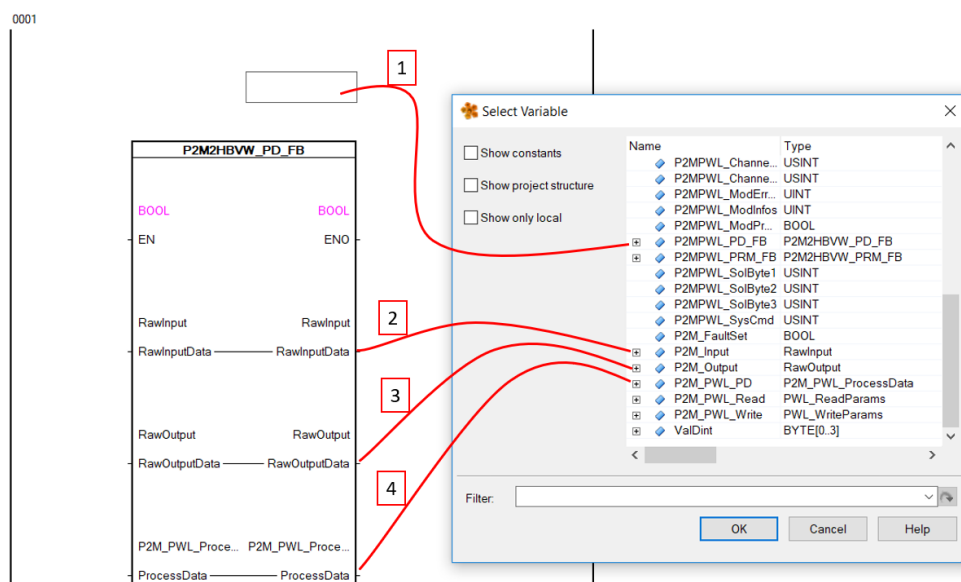 0001
1
Select Variable
P2M2HBVW_PD_FB
Show constants
Show project structure
Show only local
Name Type
P2MPWL_Channe... USINT
P2MPWL_Channe... USINT
P2MPWL_ModErr... UINT
P2MPWL_ModInfos UINT
P2MPWL_ModPr... BOOL
P2MPWL_PD_FB P2M2HBVW_PD_FB
P2MPWL_PRM_FB P2M2HBVW_PRM_FB
P2MPWL_SolByte1 USINT
P2MPWL_SolByte2 USINT
P2MPWL_SolByte3 USINT
P2MPWL_SysCmd USINT
P2M_FaultSet BOOL
P2M_Input RawInput
P2M_Output RawOutput
P2M_PWL_PD P2M_PWL_ProcessData
P2M_PWL_Read PWL_ReadParams
P2M_PWL_Write PWL_WriteParams
ValDint BYTE[0..3]
BOOL BOOL
EN ENO
RawInput RawInput
2
RawInputData RawInputData
3
RawOutput RawOutput
RawOutputData RawOutputData
4
P2M_PWL_Proce... P2M_PWL_Proce...
ProcessData ProcessData
Filter:
OK Cancel Help